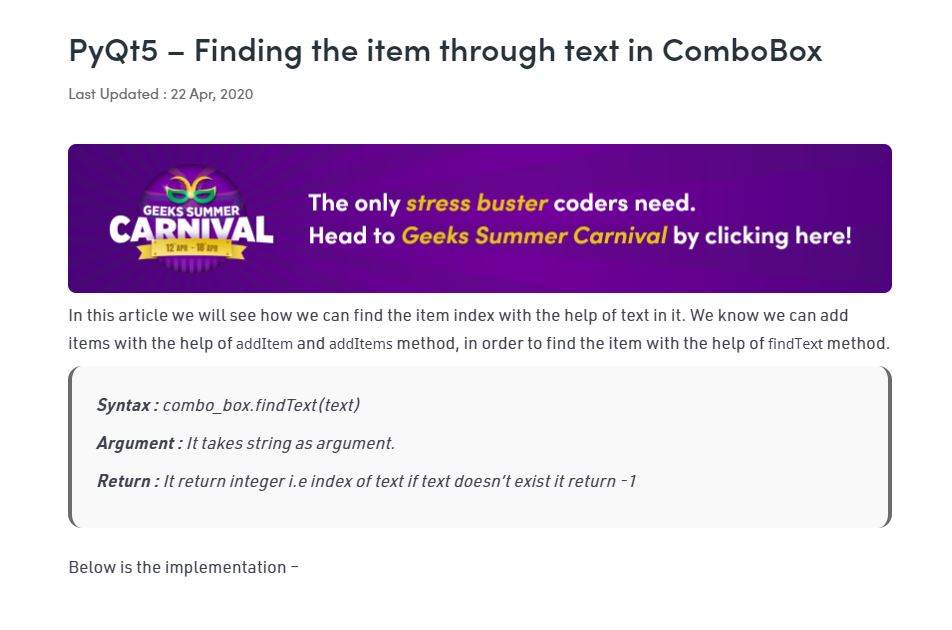 PyQt5 – Finding the item through text in ComboBox
Last Updated : 22 Apr, 2020
GEEKS SUMMER
CARNIVAL
12 APR - 18 APR
The only stress buster coders need.
Head to Geeks Summer Carnival by clicking here!
In this article we will see how we can find the item index with the help of text in it. We know we can add
items with the help of addItem and addItems method, in order to find the item with the help of findText method.
Syntax : combo_box.findText(text)
Argument : It takes string as argument.
Return : It return integer i.e index of text if text doesn't exist it return -1
Below is the implementation –